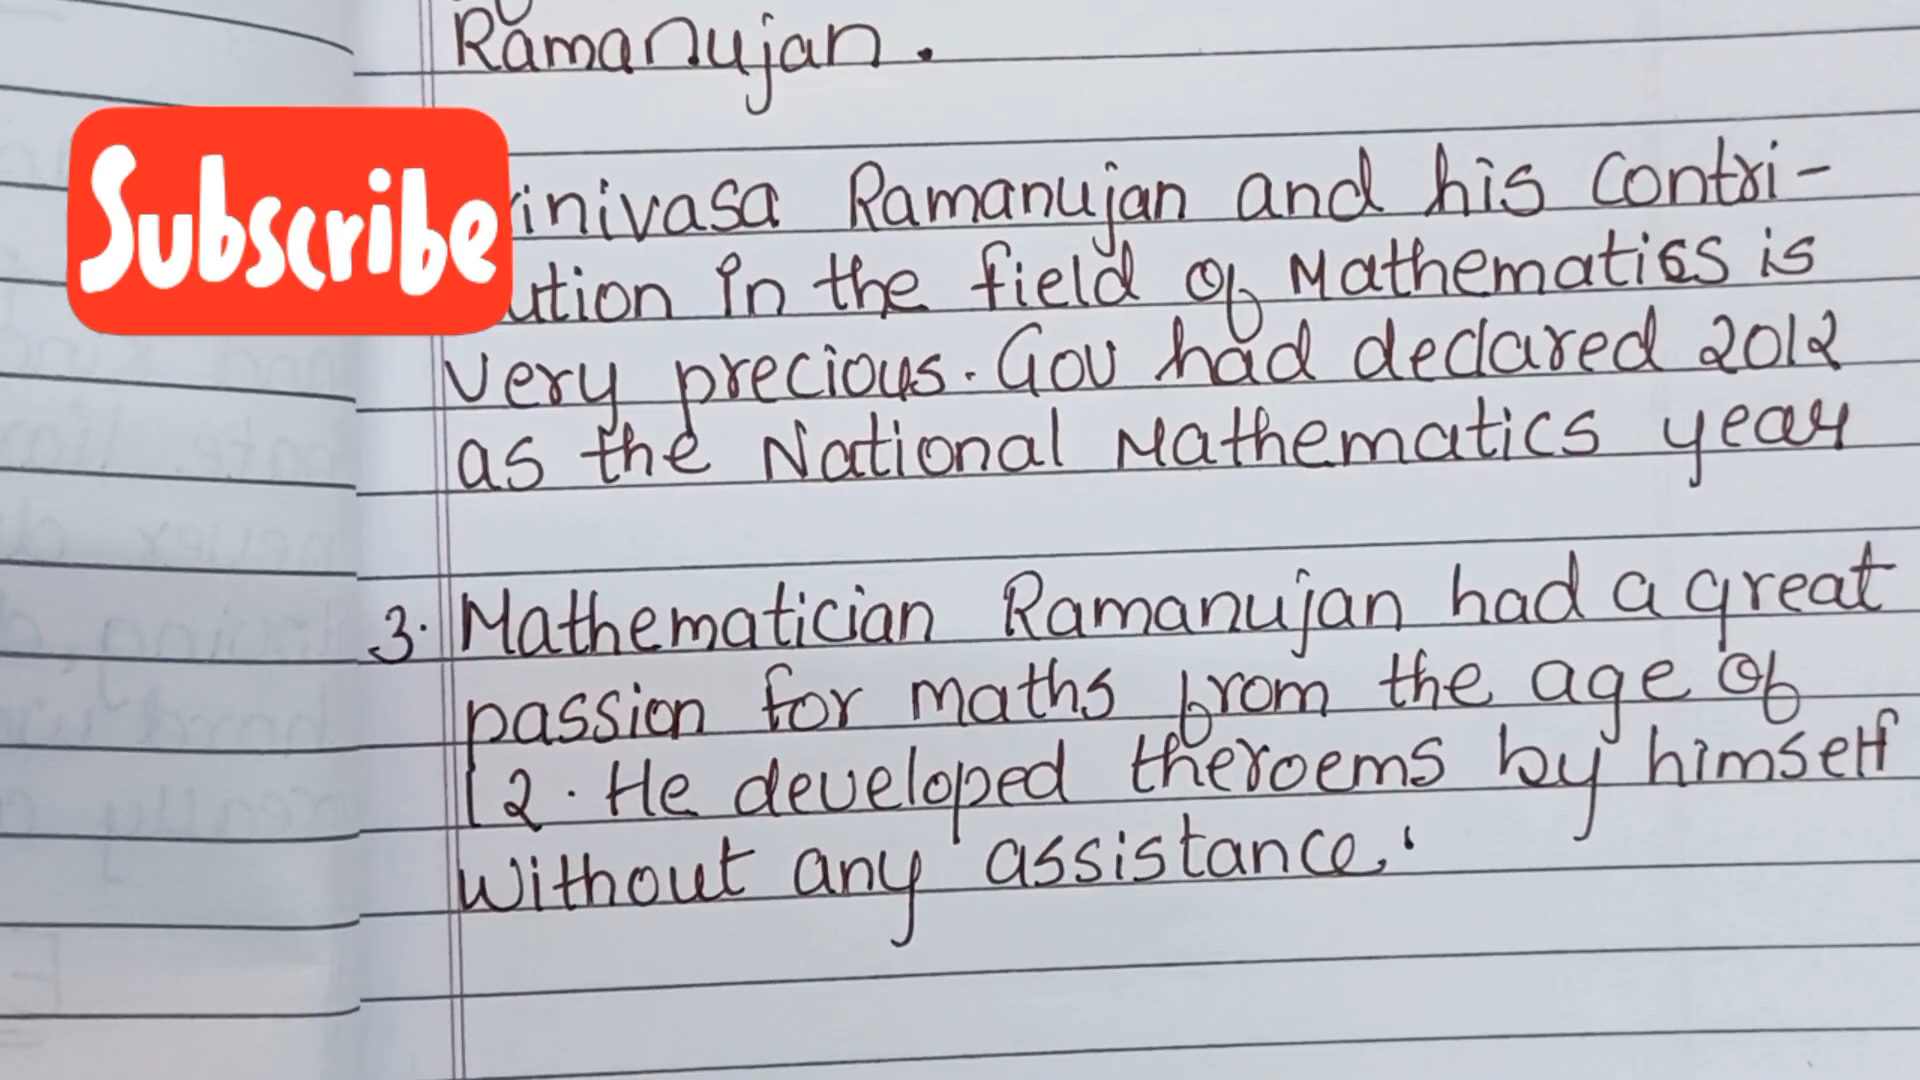 Ramanujan.
Subscribe
rinivasa Ramanujan and his contri-
ution in the field of Mathematics is
very precious. Gov had declared 2012
as the National Mathematics year
3. Mathematician Ramanujan had a great
passion for maths from the age of
12. He developed theroems by himself
without any assistance.